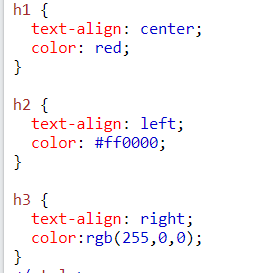 h1 {
  text-align: center;
  color: red;
}

h2 {
  text-align: left;
  color: #ff0000;
}

h3 {
  text-align: right;
  color:rgb(255,0,0);
}